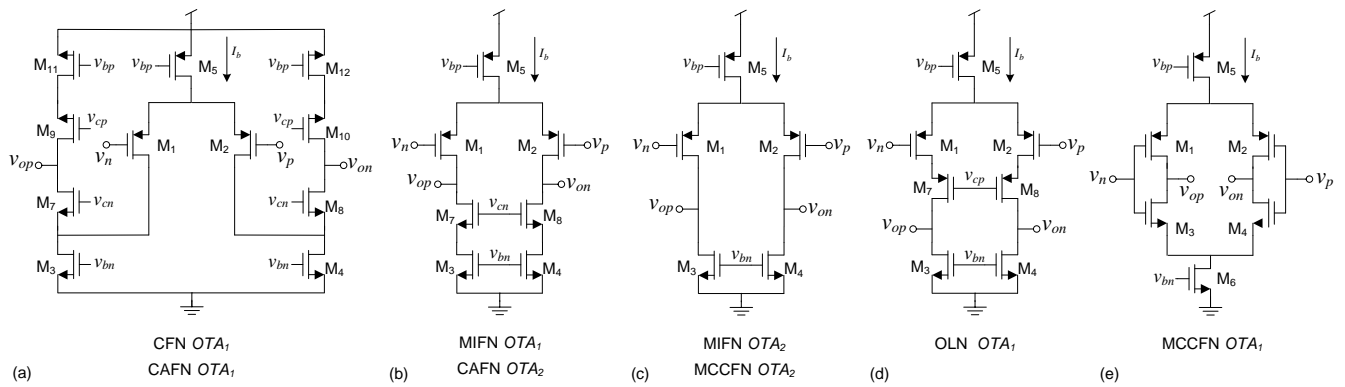 M11 vbp vbp M5 Ib vbp M12
M9 vcp vcp M10
vop vn M1 M2 vp von
M7 vcn vcn M8
M3 vbn vbn M4
(a) CFN OTA1
CAFN OTA1
vbp M5 Ib
vn M1 M2 vp
vop von
M7 vcn M8
M3 vbn M4
(b) MIFN OTA1
CAFN OTA2
vbp M5 Ib
vn M1 M2 vp
vop von
M3 vbn M4
(c) MIFN OTA2
MCCFN OTA2
vbp M5 Ib
vn M1 M2 vp
M7 vcp M8
vop von
M3 vbn M4
(d) OLN OTA1
vbp M5 Ib
M1 M2
vn vop von vp
M3 M4
vbn M6
(e) MCCFN OTA1